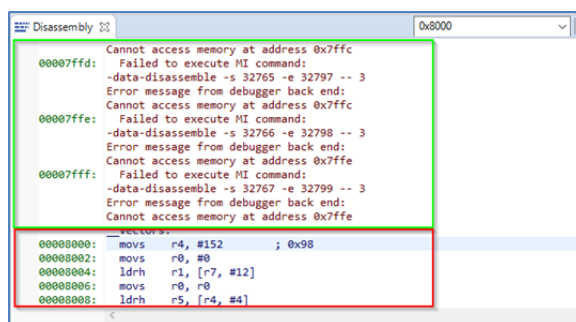 Disassembly
0x8000
Cannot access memory at address 0x7ffc
00007ffd: Failed to execute MI command:
-data-disassemble -s 32765 -e 32797 -- 3
Error message from debugger back end:
Cannot access memory at address 0x7ffc
00007ffe: Failed to execute MI command:
-data-disassemble -s 32766 -e 32798 -- 3
Error message from debugger back end:
Cannot access memory at address 0x7ffe
00007fff: Failed to execute MI command:
-data-disassemble -s 32767 -e 32799 -- 3
Error message from debugger back end:
Cannot access memory at address 0x7ffe
__vectors:
00008000: movs r4, #152 ; 0x98
00008002: movs r0, #0
00008004: ldrh r1, [r7, #12]
00008006: movs r0, r0
00008008: ldrh r5, [r4, #4]